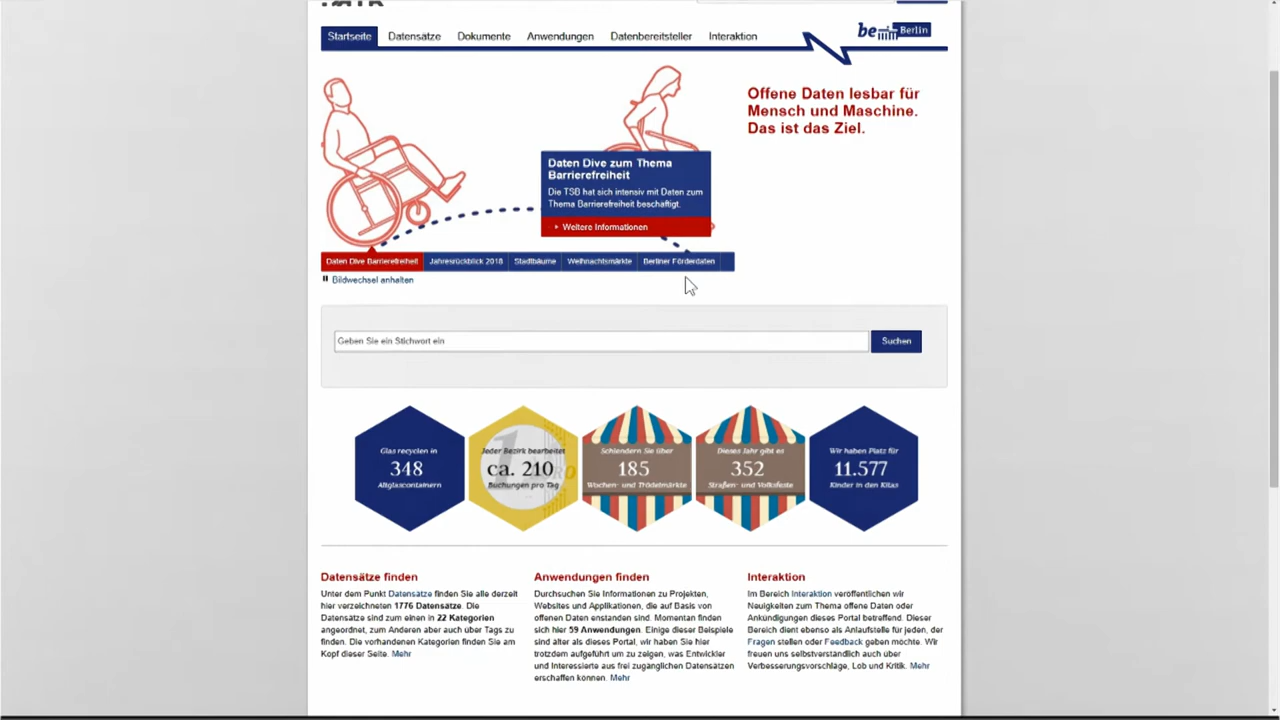 Startseite Datensätze Dokumente Anwendungen Datenbereitsteller Interaktion
be Berlin
Offene Daten lesbar für
Mensch und Maschine.
Das ist das Ziel.
Daten Dive zum Thema
Barrierefreiheit
Die TSB hat sich intensiv mit Daten zum
Thema Barrierefreiheit beschäftigt.
Weitere Informationen
Daten Dive Barrierefreiheit Jahresrückblick 2018 Stadtbäume Weihnachtsmärkte Berliner Förderdaten
Bildwechsel anhalten
Geben Sie ein Stichwort ein
Suchen
Glas recyclen in
348
Altglascontainern
Jeder Bezirk bearbeitet
ca. 210
Buchungen pro Tag
Schlendern Sie über
185
Wochen- und Trödelmärkte
Dieses Jahr gibt es
352
Straßen- und Volksfeste
Wir haben Platz für
11.577
Kinder in den Kitas
Datensätze finden
Unter dem Punkt Datensätze finden Sie alle derzeit
hier verzeichneten 1776 Datensätze. Die
Datensätze sind zum einen in 22 Kategorien
angeordnet, zum Anderen aber auch über Tags zu
finden. Die vorhandenen Kategorien finden Sie am
Kopf dieser Seite. Mehr
Anwendungen finden
Durchsuchen Sie Informationen zu Projekten,
Websites und Applikationen, die auf Basis von
offenen Daten enstanden sind. Momentan finden
sich hier 59 Anwendungen. Einige dieser Beispiele
sind älter als dieses Portal, wir haben Sie hier
trotzdem aufgeführt um zu zeigen, was Entwickler
und Interessierte aus frei zugänglichen Datensätzen
erschaffen können. Mehr
Interaktion
Im Bereich Interaktion veröffentlichen wir
Neuigkeiten zum Thema offene Daten oder
Ankündigungen dieses Portal betreffend. Dieser
Bereich dient ebenso als Anlaufstelle für jeden, der
Fragen stellen oder Feedback geben möchte. Wir
freuen uns selbstverständlich auch über
Verbesserungsvorschläge, Lob und Kritik. Mehr